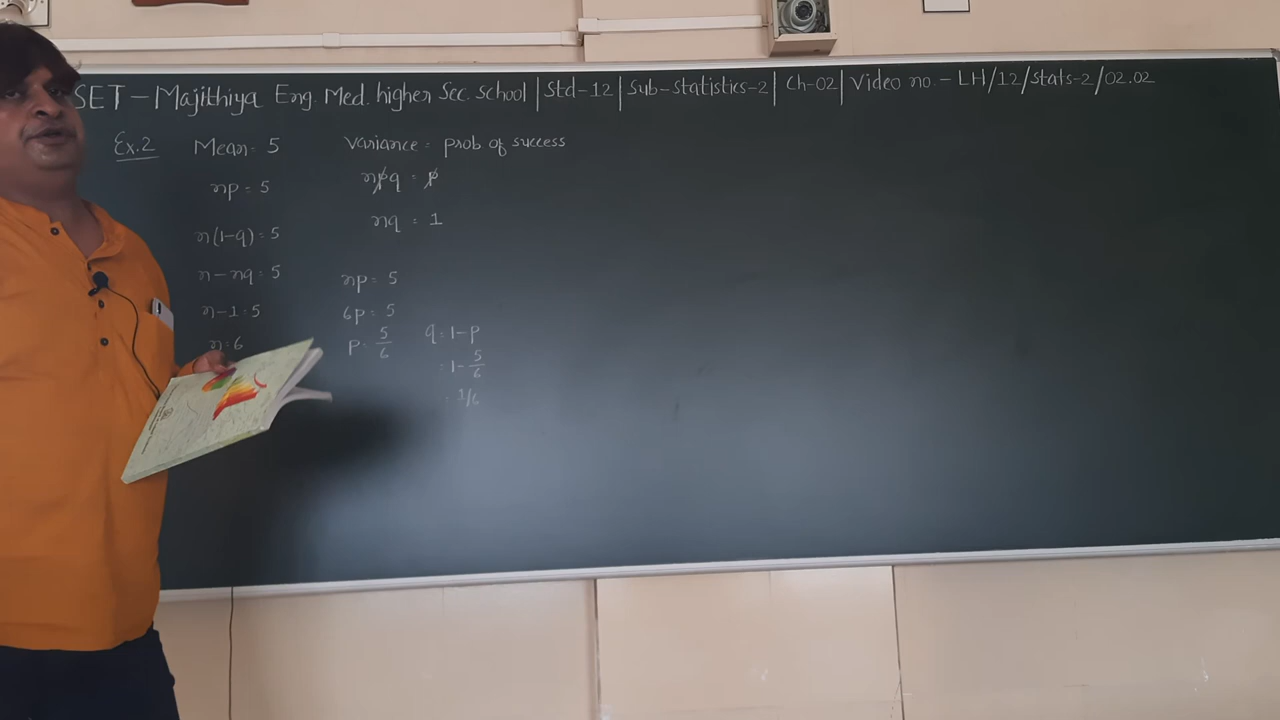 SET - Majithiya Eng. Med. higher Sec. School | Std-12 | Sub-statistics-2 | Ch-02 | Video no. - LH/12/stats-2/02.02
Ex.2
Mean = 5
np = 5
n(1-q) = 5
n - nq = 5
n - 1 = 5
n = 6
Variance = prob of success
npq = p
nq = 1
np = 5
6p = 5
p = 5/6
q = 1 - p
= 1 - 5/6
= 1/6